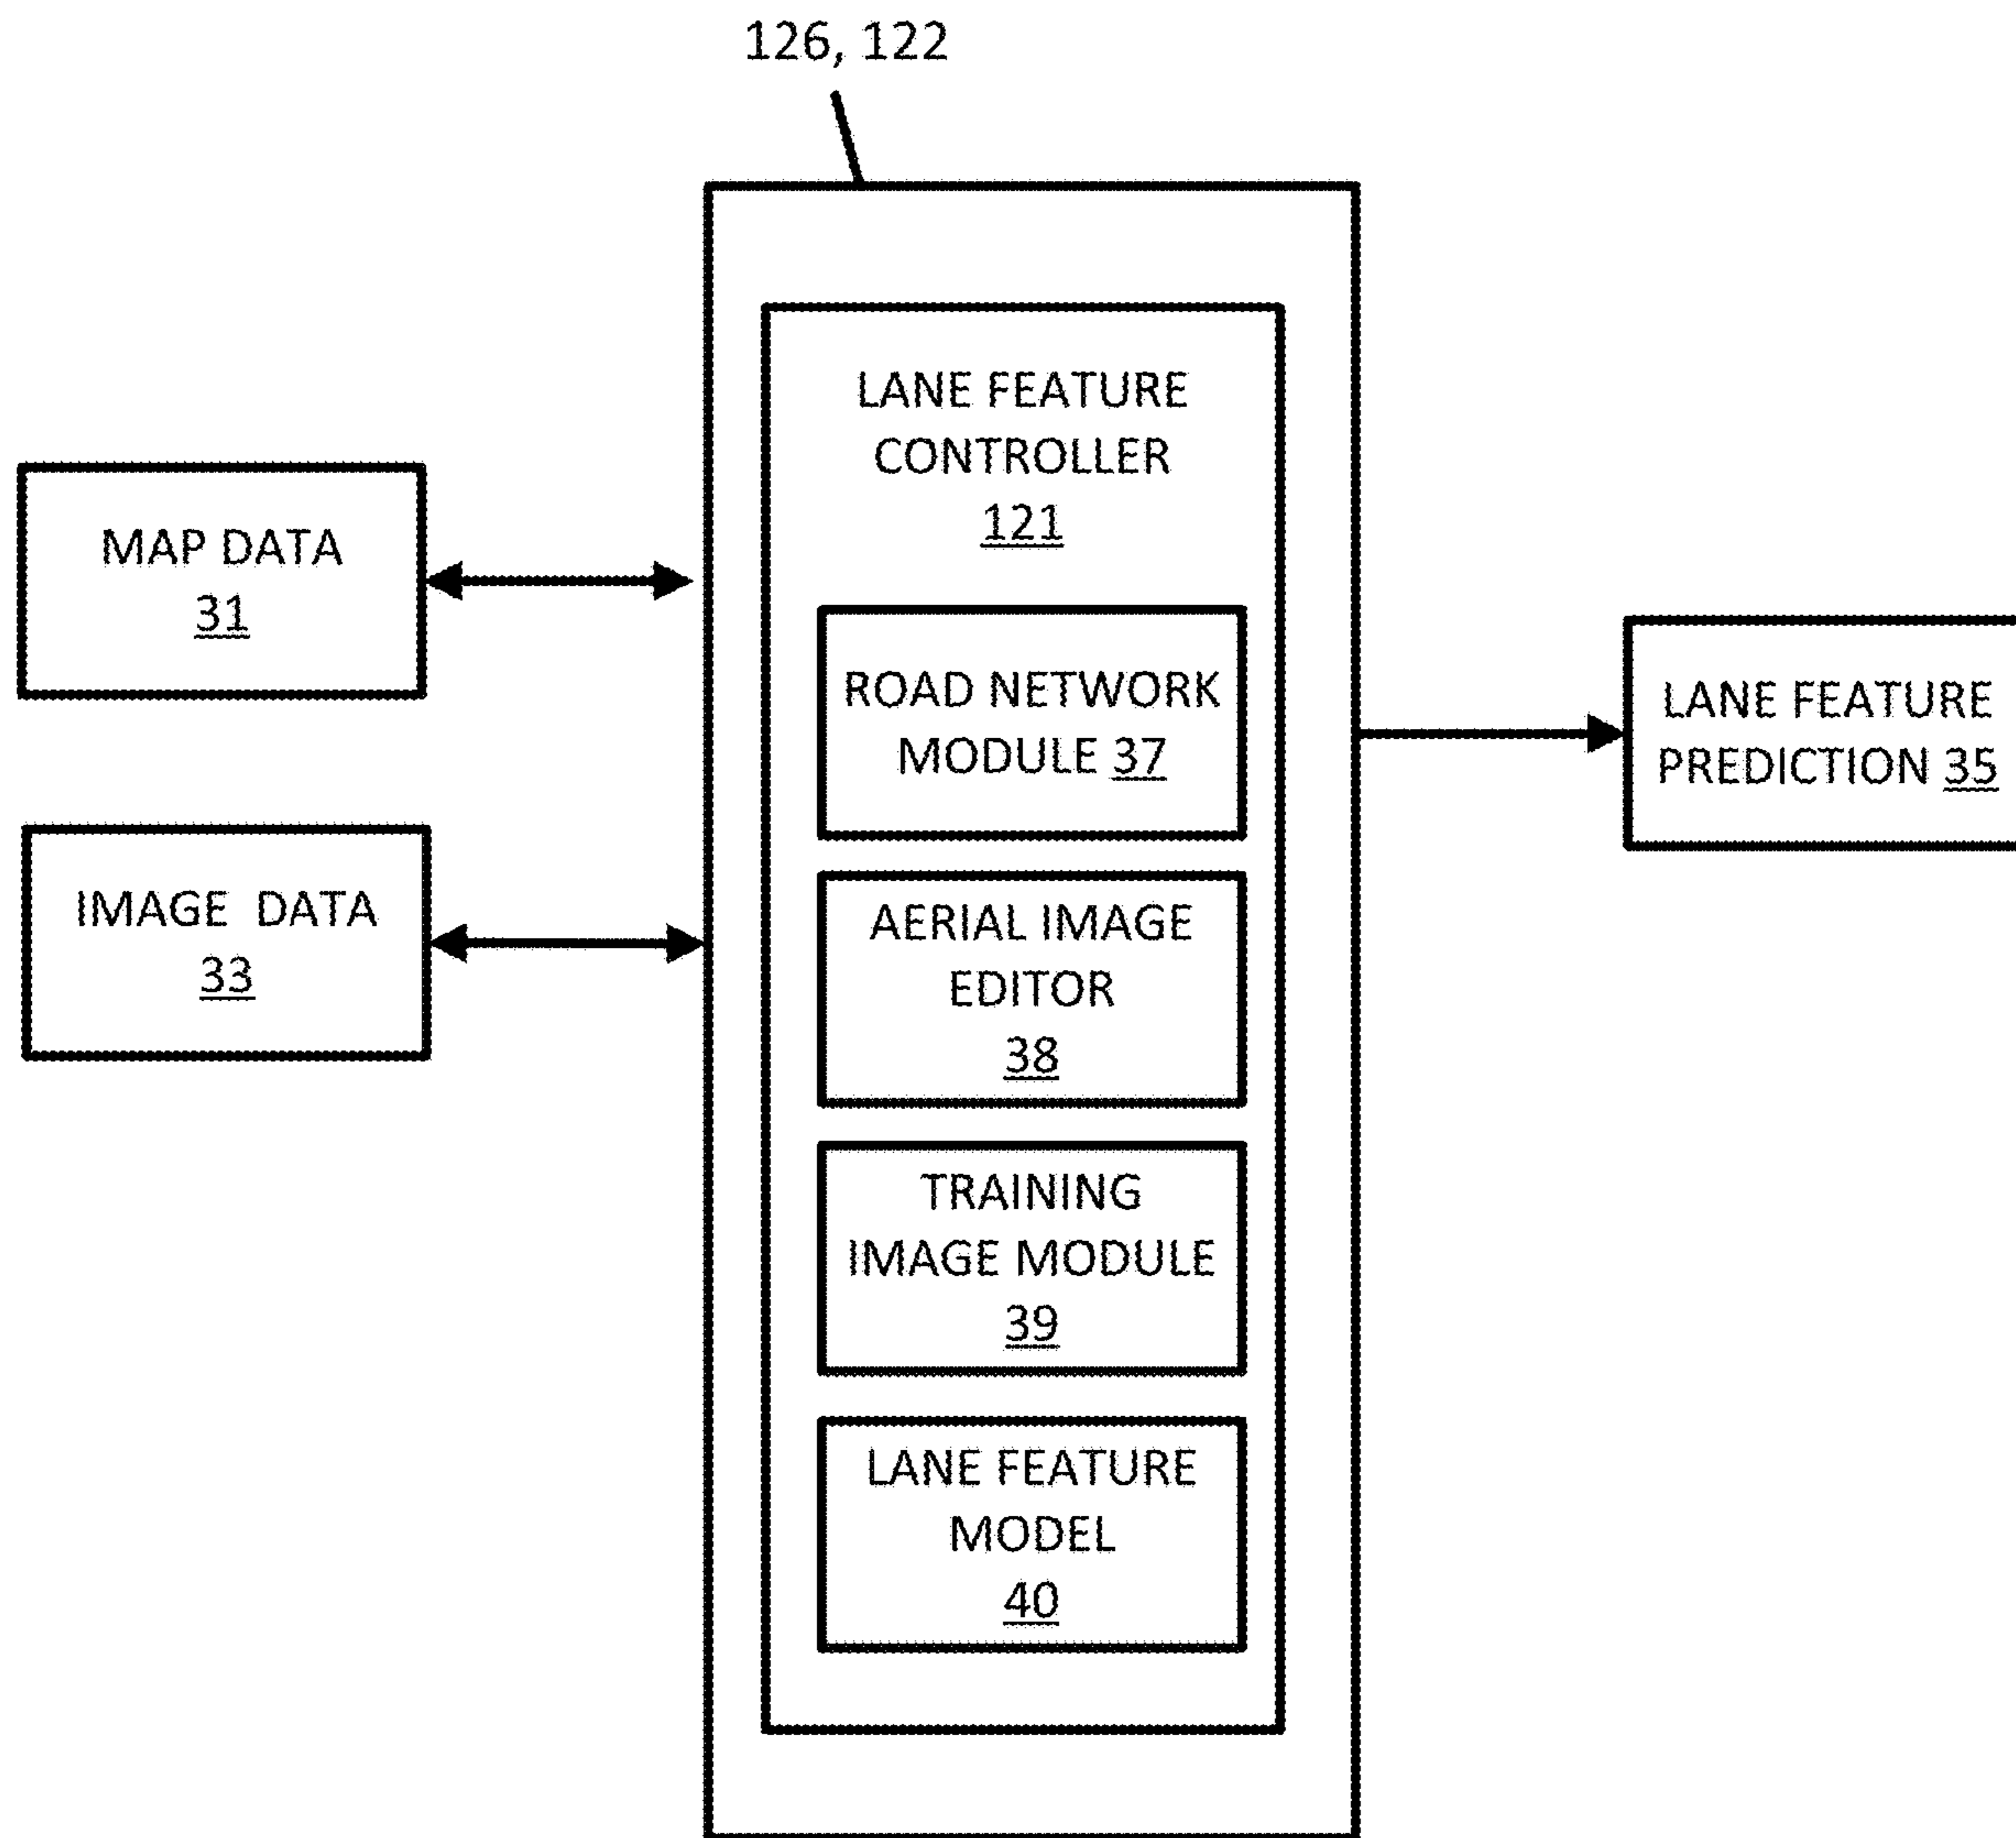 126, 122
LANE FEATURE
CONTROLLER
121
MAP DATA
31
ROAD NETWORK
MODULE 37
LANE FEATURE
PREDICTION 35
IMAGE DATA
33
AERIAL IMAGE
EDITOR
38
TRAINING
IMAGE MODULE
39
LANE FEATURE
MODEL
40